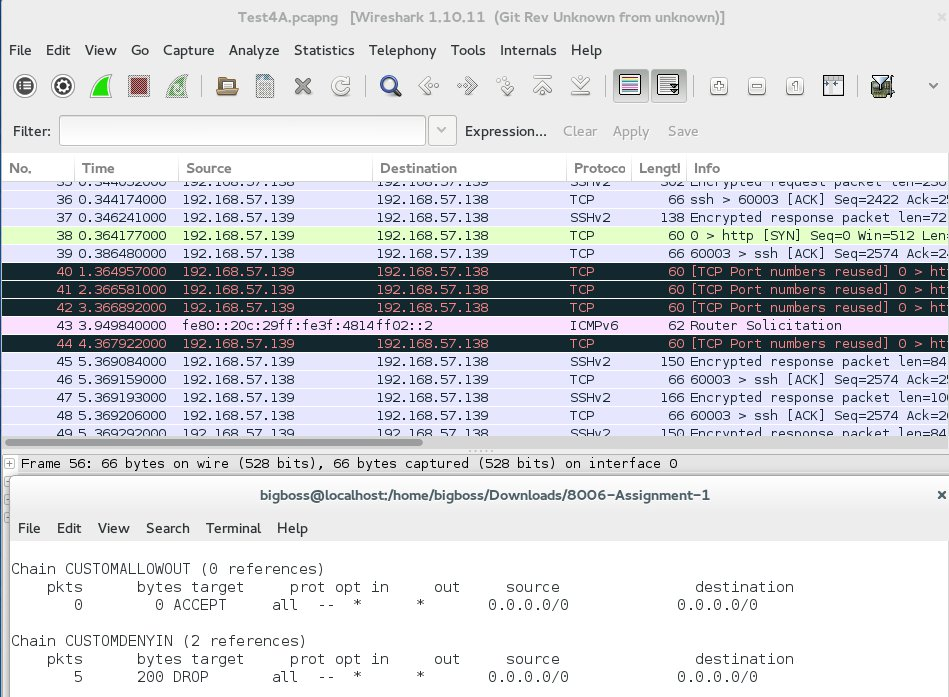 Test4A.pcapng   [Wireshark 1.10.11  (Git Rev Unknown from unknown)]
File Edit View Go Capture Analyze Statistics Telephony Tools Internals Help
Filter: Expression... Clear Apply Save
No. Time Source Destination Protoco Lengtl Info
35 0.344032000 192.168.57.138 192.168.57.139 SSHv2 302 Encrypted request packet len=236
36 0.344174000 192.168.57.139 192.168.57.138 TCP 66 ssh > 60003 [ACK] Seq=2422 Ack=25
37 0.346241000 192.168.57.139 192.168.57.138 SSHv2 138 Encrypted response packet len=72
38 0.364177000 192.168.57.139 192.168.57.138 TCP 60 0 > http [SYN] Seq=0 Win=512 Len=
39 0.386480000 192.168.57.138 192.168.57.139 TCP 66 60003 > ssh [ACK] Seq=2574 Ack=24
40 1.364957000 192.168.57.139 192.168.57.138 TCP 60 [TCP Port numbers reused] 0 > htt
41 2.366581000 192.168.57.139 192.168.57.138 TCP 60 [TCP Port numbers reused] 0 > htt
42 3.366892000 192.168.57.139 192.168.57.138 TCP 60 [TCP Port numbers reused] 0 > htt
43 3.949840000 fe80::20c:29ff:fe3f:4814 ff02::2 ICMPv6 62 Router Solicitation
44 4.367922000 192.168.57.139 192.168.57.138 TCP 60 [TCP Port numbers reused] 0 > htt
45 5.369084000 192.168.57.139 192.168.57.138 SSHv2 150 Encrypted response packet len=84
46 5.369159000 192.168.57.138 192.168.57.139 TCP 66 60003 > ssh [ACK] Seq=2574 Ack=25
47 5.369193000 192.168.57.139 192.168.57.138 SSHv2 166 Encrypted response packet len=100
48 5.369206000 192.168.57.138 192.168.57.139 TCP 66 60003 > ssh [ACK] Seq=2574 Ack=26
49 5.369292000 192.168.57.139 192.168.57.138 SSHv2 150 Encrypted response packet len=84
Frame 56: 66 bytes on wire (528 bits), 66 bytes captured (528 bits) on interface 0
bigboss@localhost:/home/bigboss/Downloads/8006-Assignment-1
File Edit View Search Terminal Help
Chain CUSTOMALLOWOUT (0 references)
pkts bytes target prot opt in out source destination
0 0 ACCEPT all -- * * 0.0.0.0/0 0.0.0.0/0
Chain CUSTOMDENYIN (2 references)
pkts bytes target prot opt in out source destination
5 200 DROP all -- * * 0.0.0.0/0 0.0.0.0/0